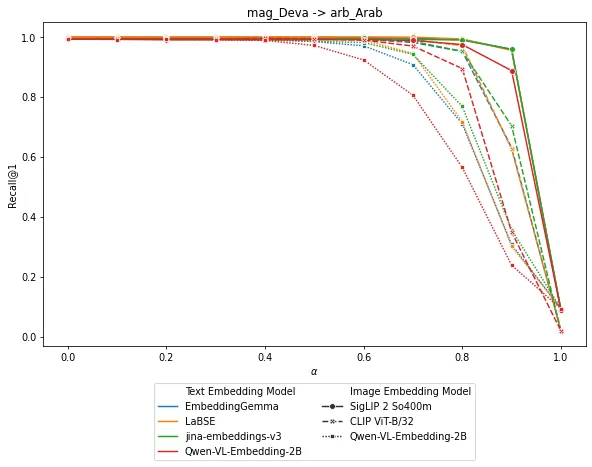 mag_Deva -> arb_Arab
1.0
0.8
0.6
0.4
0.2
0.0
Recall@1
0.0 0.2 0.4 0.6 0.8 1.0
α
Text Embedding Model Image Embedding Model
EmbeddingGemma SigLIP 2 So400m
LaBSE CLIP ViT-B/32
jina-embeddings-v3 Qwen-VL-Embedding-2B
Qwen-VL-Embedding-2B